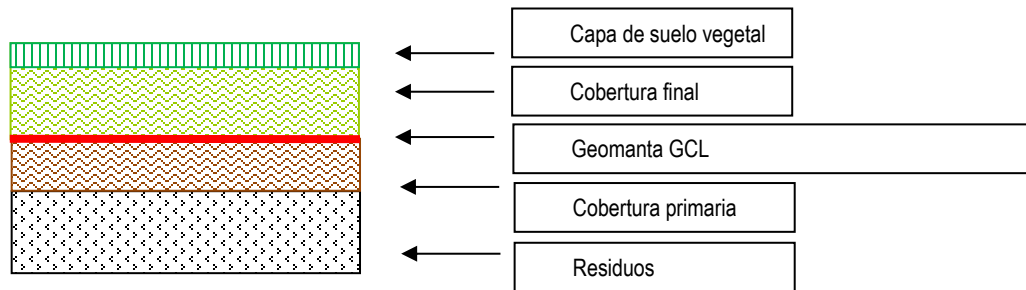 Capa de suelo vegetal
Cobertura final
Geomanta GCL
Cobertura primaria
Residuos